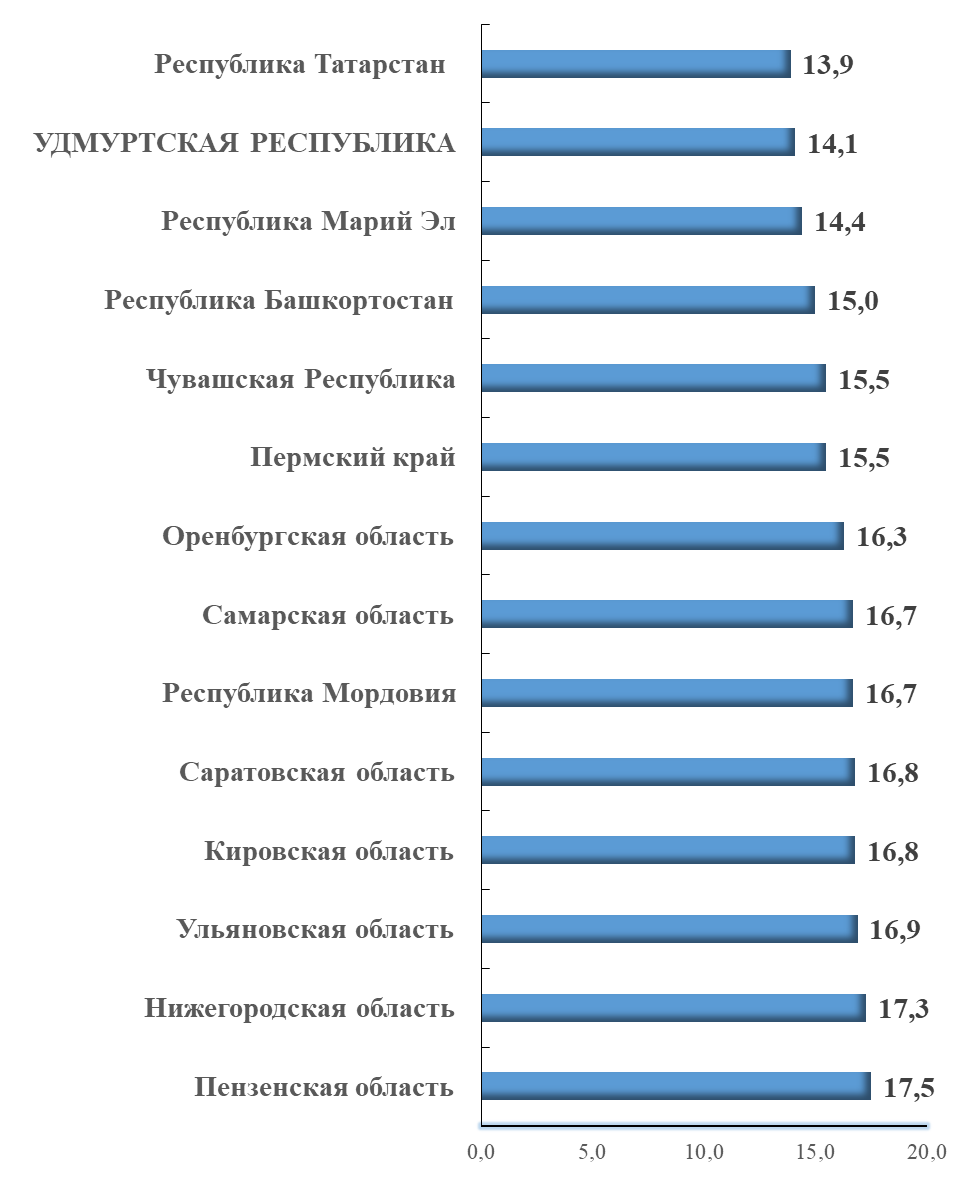 Республика Татарстан 13,9
УДМУРТСКАЯ РЕСПУБЛИКА 14,1
Республика Марий Эл 14,4
Республика Башкортостан 15,0
Чувашская Республика 15,5
Пермский край 15,5
Оренбургская область 16,3
Самарская область 16,7
Республика Мордовия 16,7
Саратовская область 16,8
Кировская область 16,8
Ульяновская область 16,9
Нижегородская область 17,3
Пензенская область 17,5
0,0 5,0 10,0 15,0 20,0